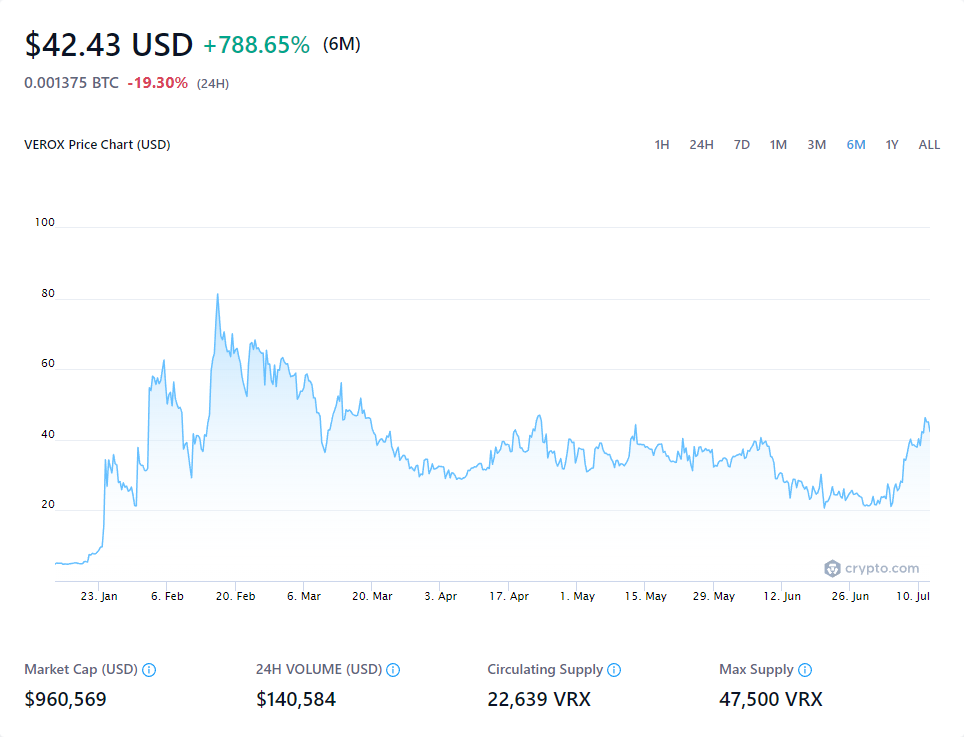 $42.43 USD +788.65% (6M)
0.001375 BTC -19.30% (24H)
VEROX Price Chart (USD) 1H 24H 7D 1M 3M 6M 1Y ALL
100
80
60
40
20
crypto.com
23. Jan 6. Feb 20. Feb 6. Mar 20. Mar 3. Apr 17. Apr 1. May 15. May 29. May 12. Jun 26. Jun 10. Jul
Market Cap (USD) 24H VOLUME (USD) Circulating Supply Max Supply
$960,569 $140,584 22,639 VRX 47,500 VRX